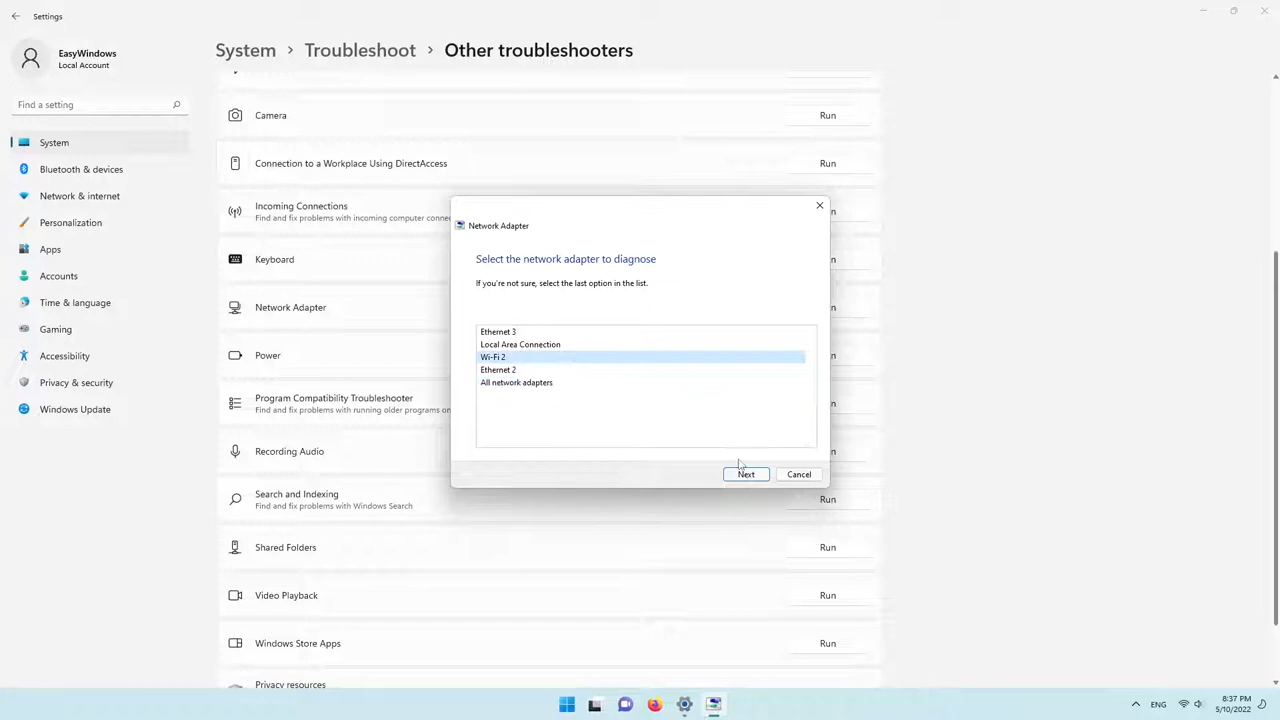 Settings
EasyWindows
Local Account
Find a setting
System
Bluetooth & devices
Network & internet
Personalization
Apps
Accounts
Time & language
Gaming
Accessibility
Privacy & security
Windows Update
System > Troubleshoot > Other troubleshooters
Camera
Run
Connection to a Workplace Using DirectAccess
Run
Incoming Connections
Find and fix problems with incoming computer
Keyboard
Network Adapter
Power
Program Compatibility Troubleshooter
Find and fix problems with running older programs
Recording Audio
Search and Indexing
Find and fix problems with Windows Search
Run
Shared Folders
Run
Video Playback
Run
Windows Store Apps
Run
Privacy resources
Network Adapter
Select the network adapter to diagnose
If you're not sure, select the last option in the list.
Ethernet 3
Local Area Connection
Wi-Fi 2
Ethernet 2
All network adapters
Next
Cancel
ENG
8:37 PM
5/10/2022